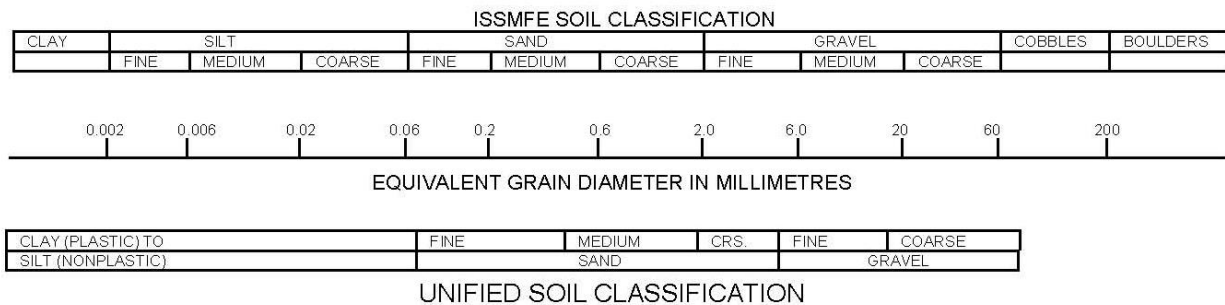 ISSMFE SOIL CLASSIFICATION
CLAY SILT SAND GRAVEL COBBLES BOULDERS
FINE MEDIUM COARSE FINE MEDIUM COARSE FINE MEDIUM COARSE
0.002 0.006 0.02 0.06 0.2 0.6 2.0 6.0 20 60 200
EQUIVALENT GRAIN DIAMETER IN MILLIMETRES
CLAY (PLASTIC) TO FINE MEDIUM CRS. FINE COARSE
SILT (NONPLASTIC) SAND GRAVEL
UNIFIED SOIL CLASSIFICATION